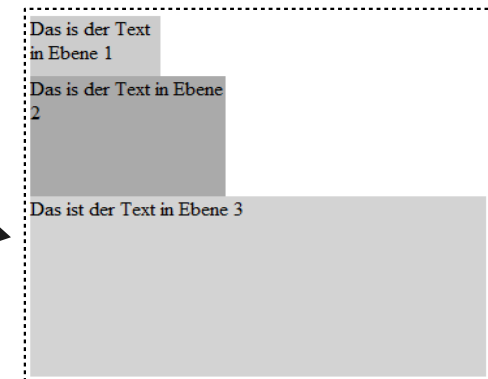 Das is der Text
in Ebene 1
Das is der Text in Ebene
2
Das ist der Text in Ebene 3